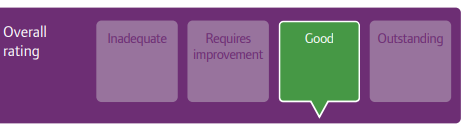 Overall
rating
Inadequate
Requires
improvement
Good
Outstanding